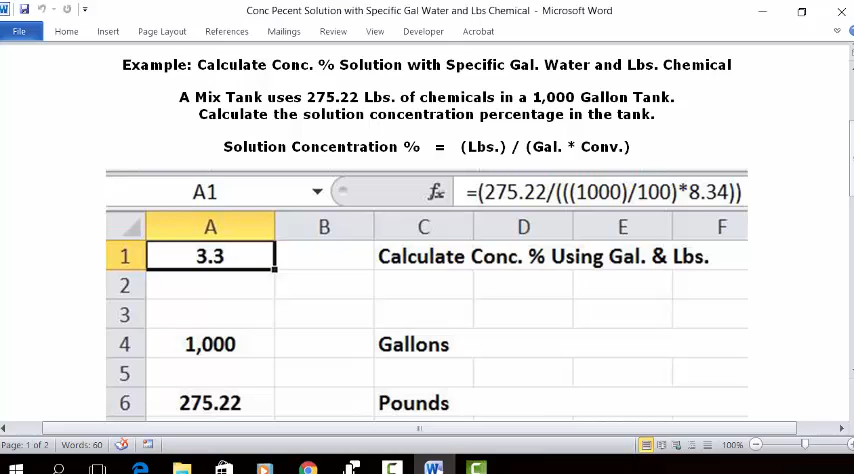 Conc Pecent Solution with Specific Gal Water and Lbs Chemical - Microsoft Word
File Home Insert Page Layout References Mailings Review View Developer Acrobat
Example: Calculate Conc. % Solution with Specific Gal. Water and Lbs. Chemical
A Mix Tank uses 275.22 Lbs. of chemicals in a 1,000 Gallon Tank.
Calculate the solution concentration percentage in the tank.
Solution Concentration % = (Lbs.) / (Gal. * Conv.)
A1 fx =(275.22/(((1000)/100)*8.34))
A B C D E F
1 3.3 Calculate Conc. % Using Gal. & Lbs.
2
3
4 1,000 Gallons
5
6 275.22 Pounds
Page: 1 of 2 Words: 60 100%